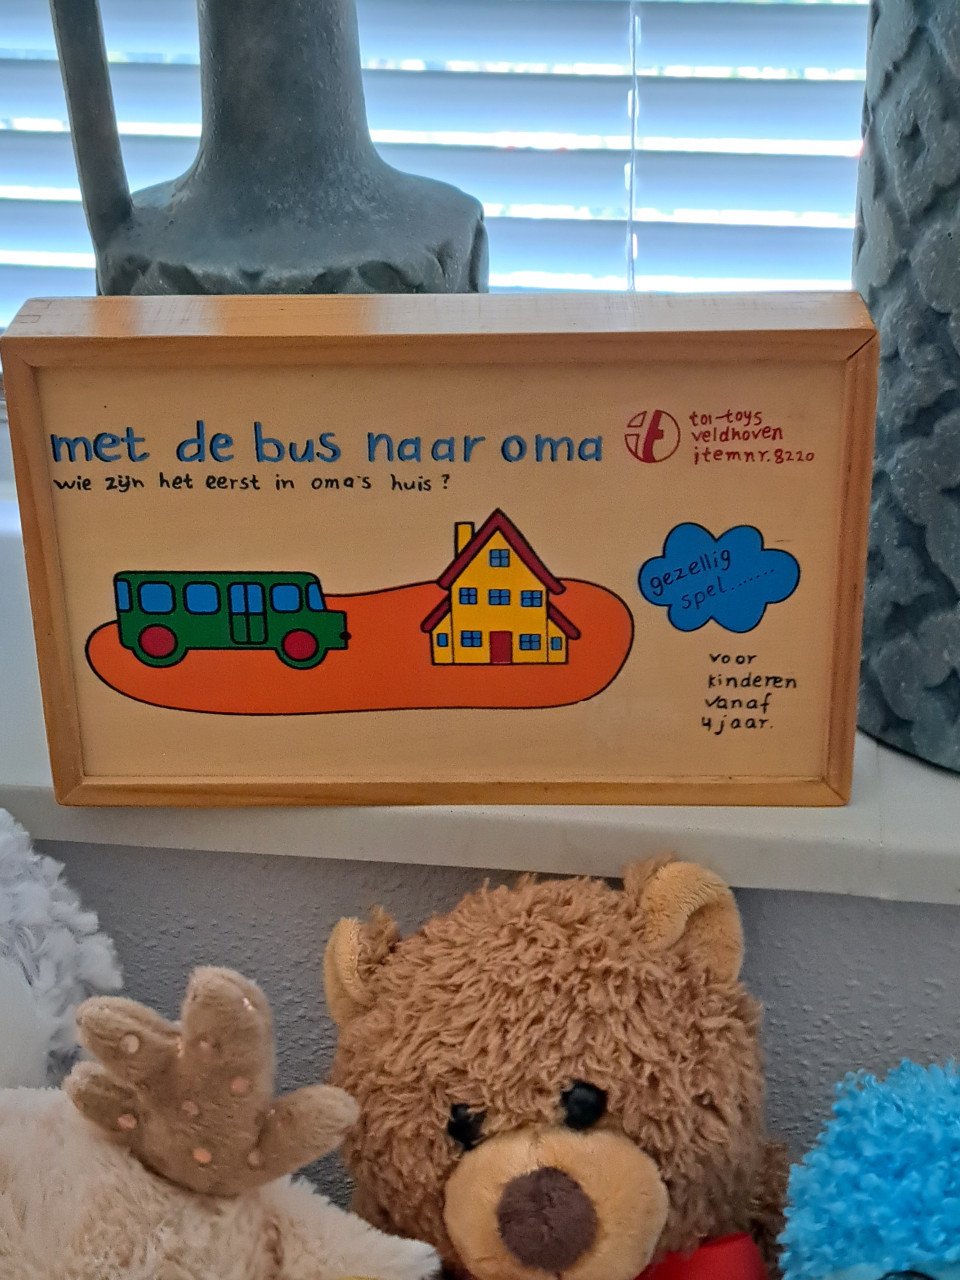 met de bus naar oma
wie zijn het eerst in oma's huis?
toi-toys
veldhoven
itemnr. 8220
gezellig
spel........
voor
kinderen
vanaf
4 jaar.